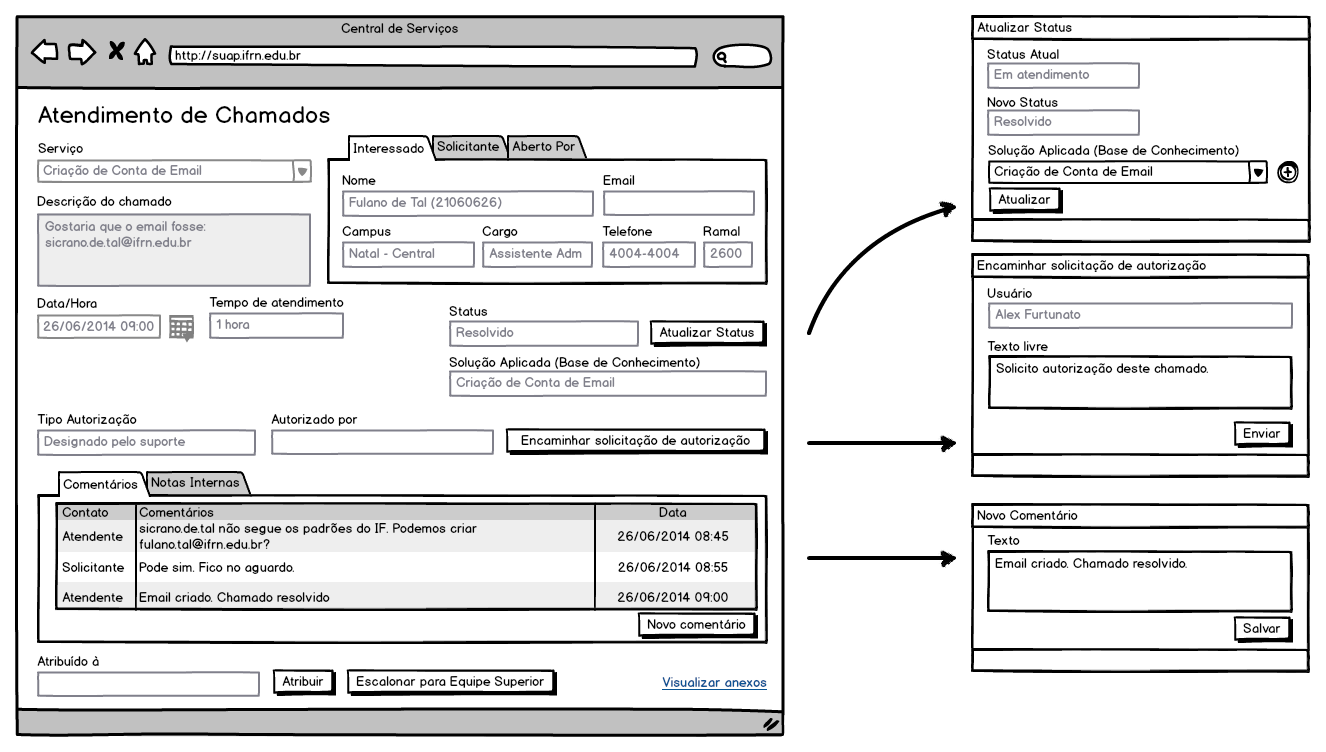 Central de Serviços
http://suap.ifrn.edu.br
Atendimento de Chamados
Serviço
Criação de Conta de Email
Descrição do chamado
Gostaria que o email fosse:
sicrano.de.tal@ifrn.edu.br
Interessado
Solicitante
Aberto Por
Nome
Email
Fulano de Tal (21060626)
Campus
Cargo
Telefone
Ramal
Natal - Central
Assistente Adm
4004-4004
2600
Data/Hora
Tempo de atendimento
26/06/2014 09:00
1 hora
Status
Resolvido
Atualizar Status
Solução Aplicada (Base de Conhecimento)
Criação de Conta de Email
Tipo Autorização
Autorizado por
Designado pelo suporte
Encaminhar solicitação de autorização
Comentários
Notas Internas
Contato Comentários Data
Atendente sicrano.de.tal não segue os padrões do IF. Podemos criar
fulano.tal@ifrn.edu.br? 26/06/2014 08:45
Solicitante Pode sim. Fico no aguardo. 26/06/2014 08:55
Atendente Email criado. Chamado resolvido 26/06/2014 09:00
Novo comentário
Atribuído à
Atribuir
Escalonar para Equipe Superior
Visualizar anexos
Atualizar Status
Status Atual
Em atendimento
Novo Status
Resolvido
Solução Aplicada (Base de Conhecimento)
Criação de Conta de Email
Atualizar
Encaminhar solicitação de autorização
Usuário
Alex Furtunato
Texto livre
Solicito autorização deste chamado.
Enviar
Novo Comentário
Texto
Email criado. Chamado resolvido.
Salvar